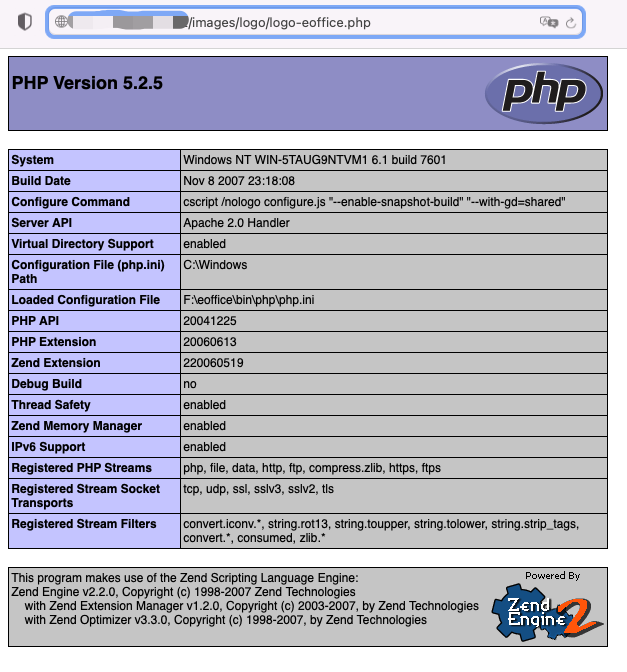 /images/logo/logo-eoffice.php
PHP Version 5.2.5
php
System Windows NT WIN-5TAUG9NTVM1 6.1 build 7601
Build Date Nov 8 2007 23:18:08
Configure Command cscript /nologo configure.js "--enable-snapshot-build" "--with-gd=shared"
Server API Apache 2.0 Handler
Virtual Directory Support enabled
Configuration File (php.ini) C:\Windows
Path
Loaded Configuration File F:\eoffice\bin\php\php.ini
PHP API 20041225
PHP Extension 20060613
Zend Extension 220060519
Debug Build no
Thread Safety enabled
Zend Memory Manager enabled
IPv6 Support enabled
Registered PHP Streams php, file, data, http, ftp, compress.zlib, https, ftps
Registered Stream Socket tcp, udp, ssl, sslv3, sslv2, tls
Transports
Registered Stream Filters convert.iconv.*, string.rot13, string.toupper, string.tolower, string.strip_tags,
convert.*, consumed, zlib.*
This program makes use of the Zend Scripting Language Engine:
Zend Engine v2.2.0, Copyright (c) 1998-2007 Zend Technologies
with Zend Extension Manager v1.2.0, Copyright (c) 2003-2007, by Zend Technologies
with Zend Optimizer v3.3.0, Copyright (c) 1998-2007, by Zend Technologies
Powered By
Zend
Engine 2